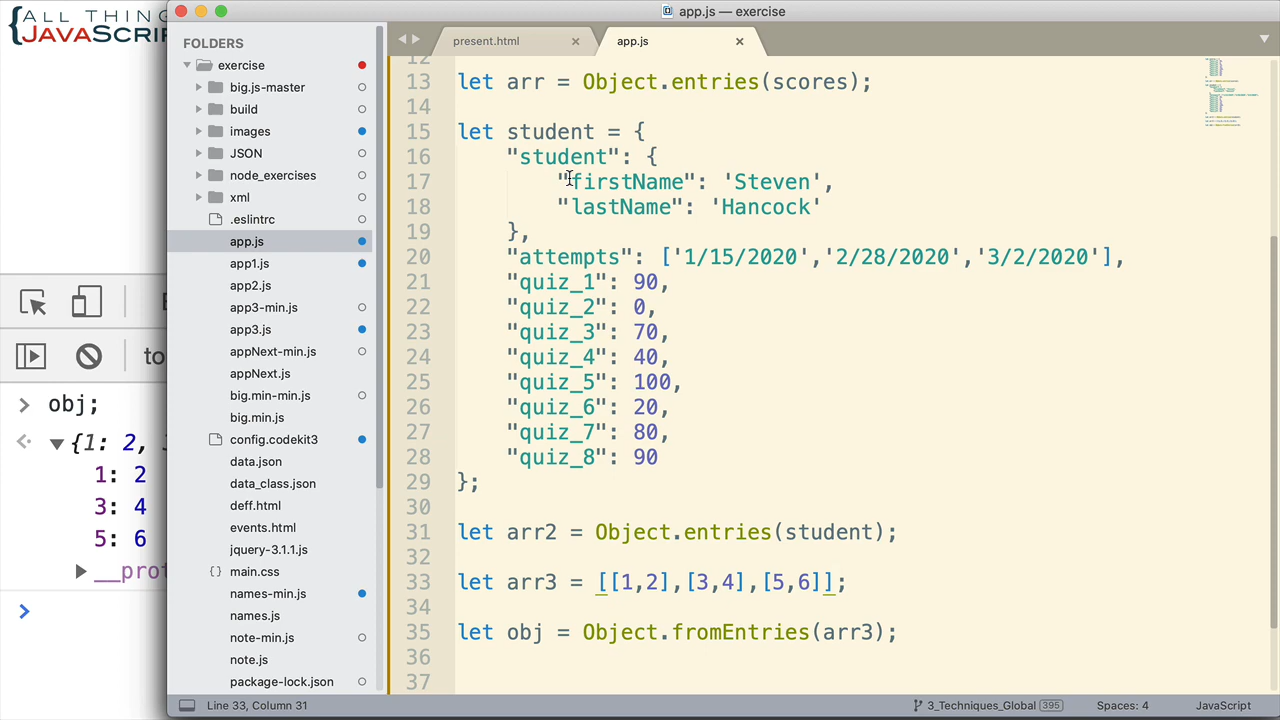 ALL THING
JAVASCRIP
app.js — exercise
FOLDERS
exercise
big.js-master
build
images
JSON
node_exercises
xml
.eslintrc
app.js
app1.js
app2.js
app3-min.js
app3.js
appNext-min.js
appNext.js
big.min-min.js
big.min.js
config.codekit3
data.json
data_class.json
deff.html
events.html
jquery-3.1.1.js
{} main.css
names-min.js
names.js
note-min.js
note.js
package-lock.json
present.html
app.js
12
13 let arr = Object.entries(scores);
14
15 let student = {
16 "student": {
17 "firstName": 'Steven',
18 "lastName": 'Hancock'
19 },
20 "attempts": ['1/15/2020','2/28/2020','3/2/2020'],
21 "quiz_1": 90,
22 "quiz_2": 0,
23 "quiz_3": 70,
24 "quiz_4": 40,
25 "quiz_5": 100,
26 "quiz_6": 20,
27 "quiz_7": 80,
28 "quiz_8": 90
29 };
30
31 let arr2 = Object.entries(student);
32
33 let arr3 = [[1,2],[3,4],[5,6]];
34
35 let obj = Object.fromEntries(arr3);
36
37
to
> obj;
{1: 2,
1: 2
3: 4
5: 6
__prot
>
Line 33, Column 31
3_Techniques_Global 395
Spaces: 4
JavaScript